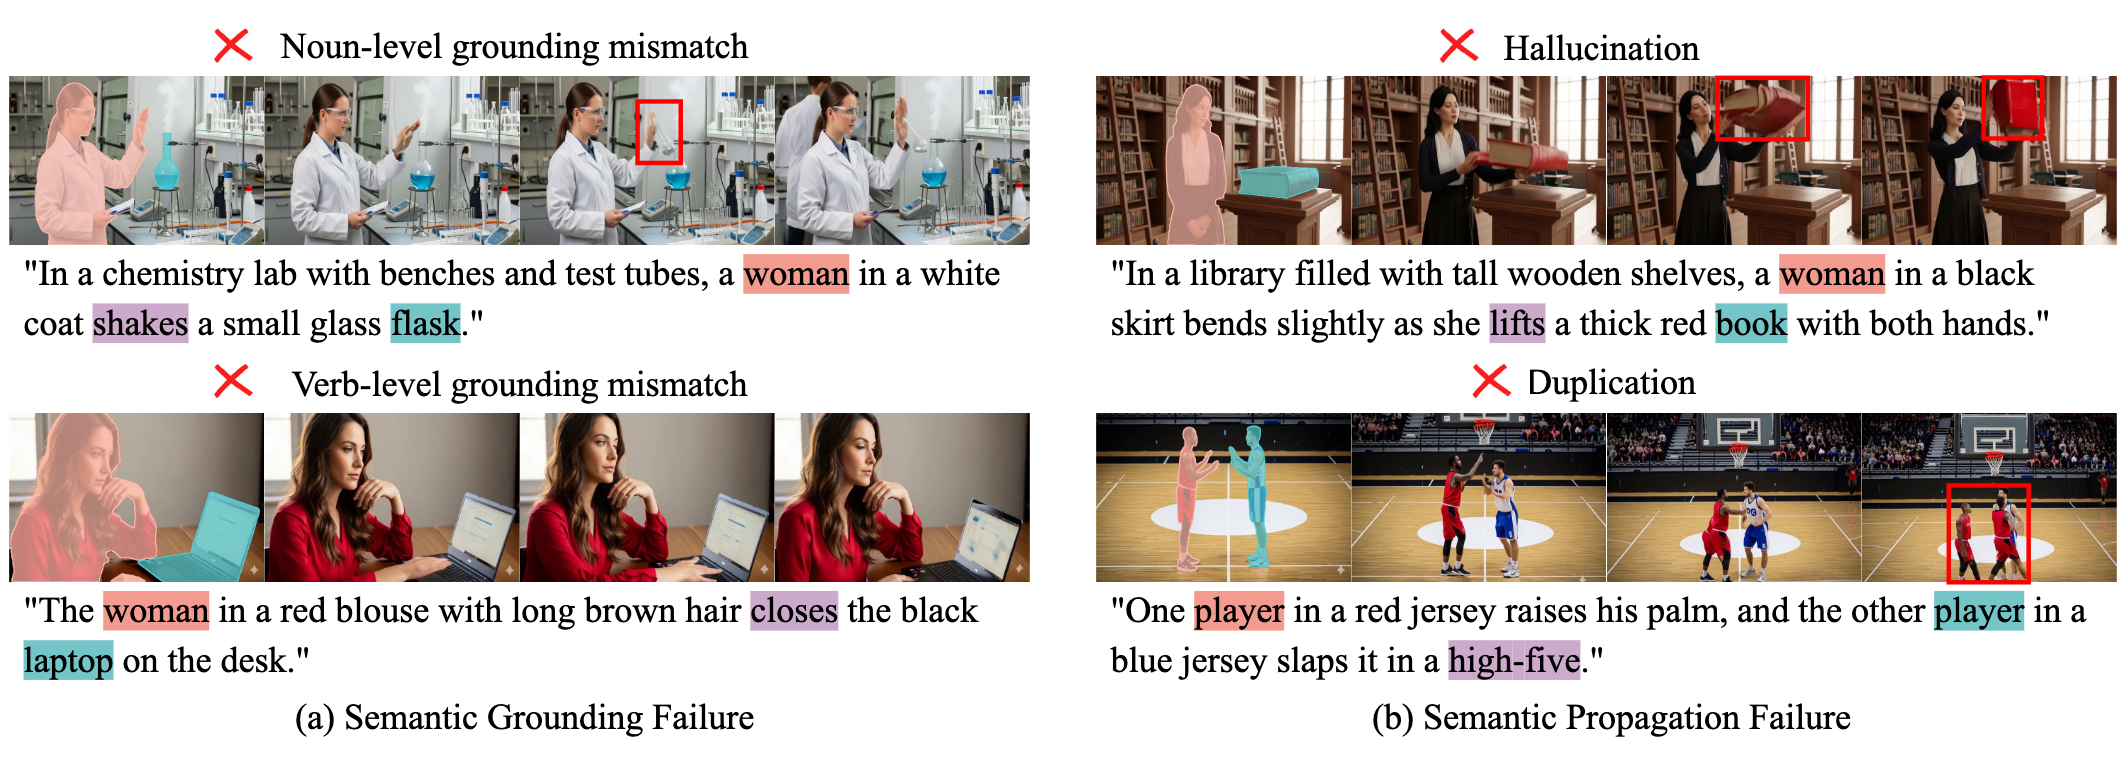 Noun-level grounding mismatch
"In a chemistry lab with benches and test tubes, a woman in a white
coat shakes a small glass flask."
Verb-level grounding mismatch
"The woman in a red blouse with long brown hair closes the black
laptop on the desk."
(a) Semantic Grounding Failure
Hallucination
"In a library filled with tall wooden shelves, a woman in a black
skirt bends slightly as she lifts a thick red book with both hands."
Duplication
"One player in a red jersey raises his palm, and the other player in a
blue jersey slaps it in a high-five."
(b) Semantic Propagation Failure